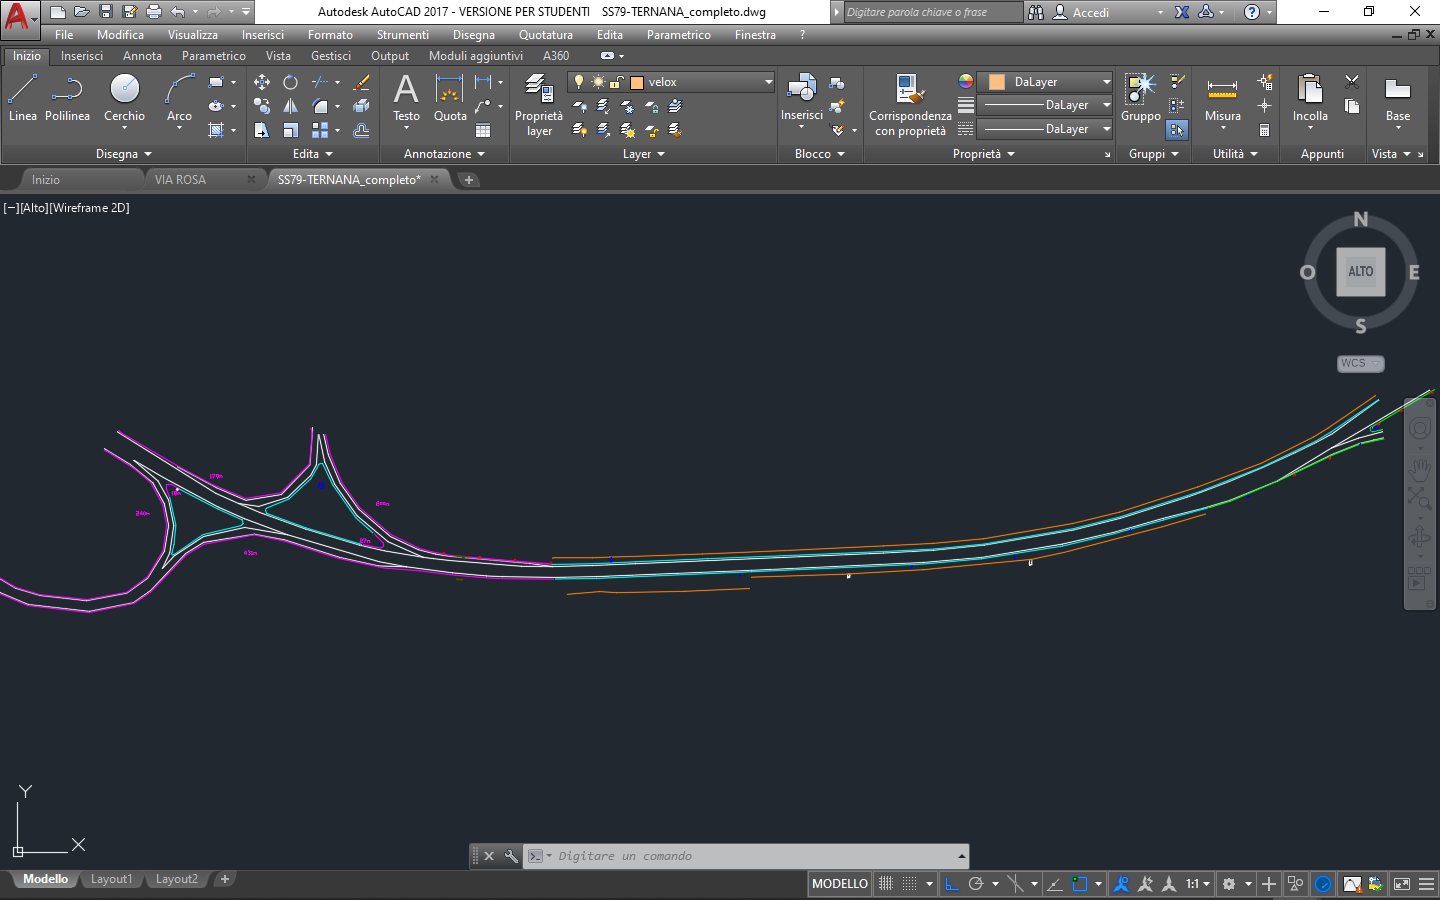 Autodesk AutoCAD 2017 - VERSIONE PER STUDENTI SS79-TERNANA_completo.dwg
Digitare parola chiave o frase
Accedi
File Modifica Visualizza Inserisci Formato Strumenti Disegna Quotatura Edita Parametrico Finestra ?
Inizio Inserisci Annota Parametrico Vista Gestisci Output Moduli aggiuntivi A360
Linea Polilinea Cerchio Arco
Disegna
Edita
Testo Quota
Annotazione
Proprietà
layer
velox
Layer
Inserisci
Blocco
Corrispondenza
con proprietà
DaLayer
DaLayer
DaLayer
Proprietà
Gruppo
Gruppi
Misura
Utilità
Incolla
Appunti
Base
Vista
Inizio VIA ROSA SS79-TERNANA_completo*
[−][Alto][Wireframe 2D]
N
O ALTO E
S
WCS
Y
X
Digitare un comando
Modello Layout1 Layout2
MODELLO
1:1